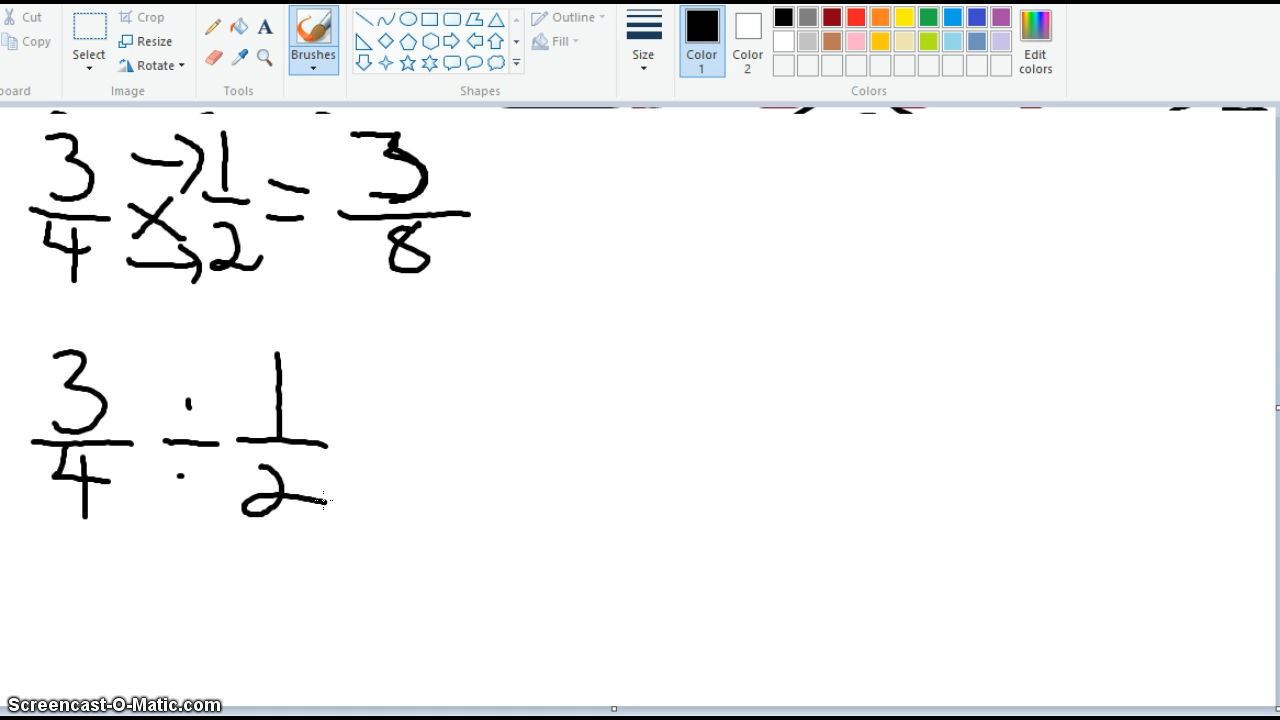 Cut Crop Outline
Copy Select Resize Brushes Fill Size Color 1 Color 2 Edit colors
Rotate
board Image Tools Shapes Colors
3/4 × 1/2 = 3/8
3/4 ÷ 1/2
Screencast-O-Matic.com